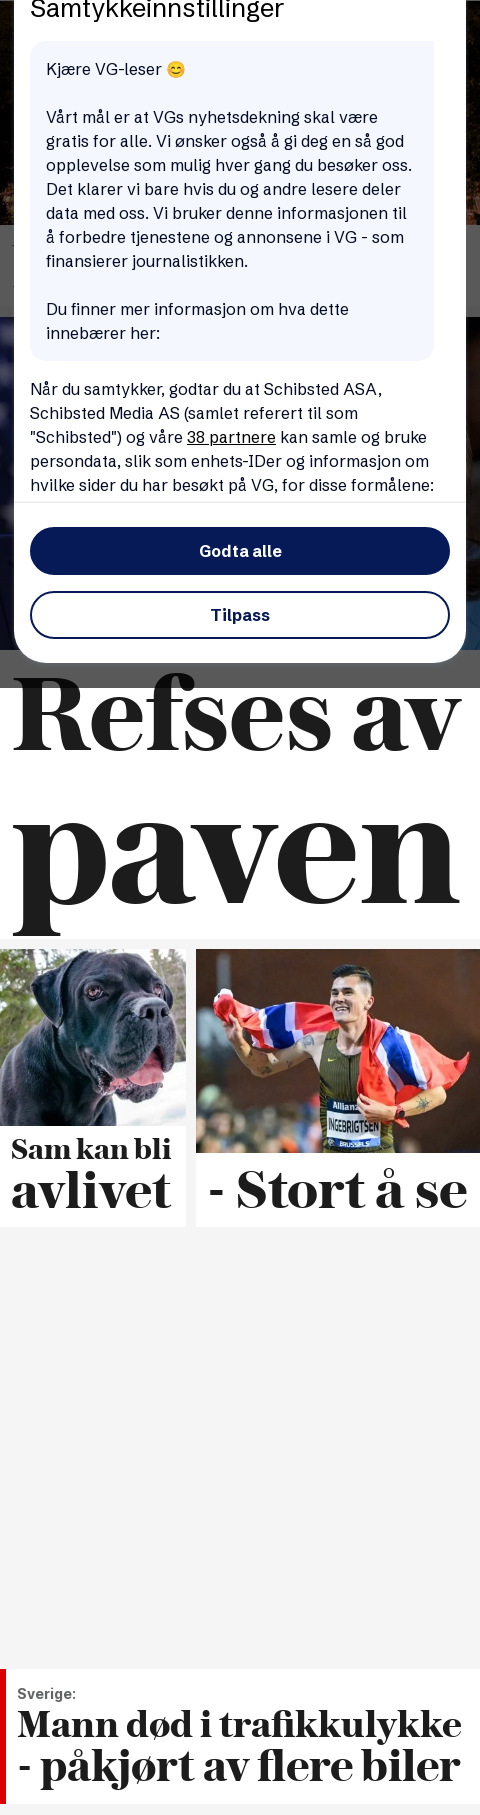 Samtykkeinnstillinger
Kjære VG-leser 😊
Vårt mål er at VGs nyhetsdekning skal være
gratis for alle. Vi ønsker også å gi deg en så god
opplevelse som mulig hver gang du besøker oss.
Det klarer vi bare hvis du og andre lesere deler
data med oss. Vi bruker denne informasjonen til
å forbedre tjenestene og annonsene i VG - som
finansierer journalistikken.
Du finner mer informasjon om hva dette
innebærer her:
Når du samtykker, godtar du at Schibsted ASA,
Schibsted Media AS (samlet referert til som
"Schibsted") og våre 38 partnere kan samle og bruke
persondata, slik som enhets-IDer og informasjon om
hvilke sider du har besøkt på VG, for disse formålene:
Godta alle
Tilpass
Refses av
paven
Allianz
INGEBRIGTSEN
BRUSSELS
Sam kan bli
avlivet
- Stort å se
Sverige:
Mann død i trafikkulykke
- påkjørt av flere biler